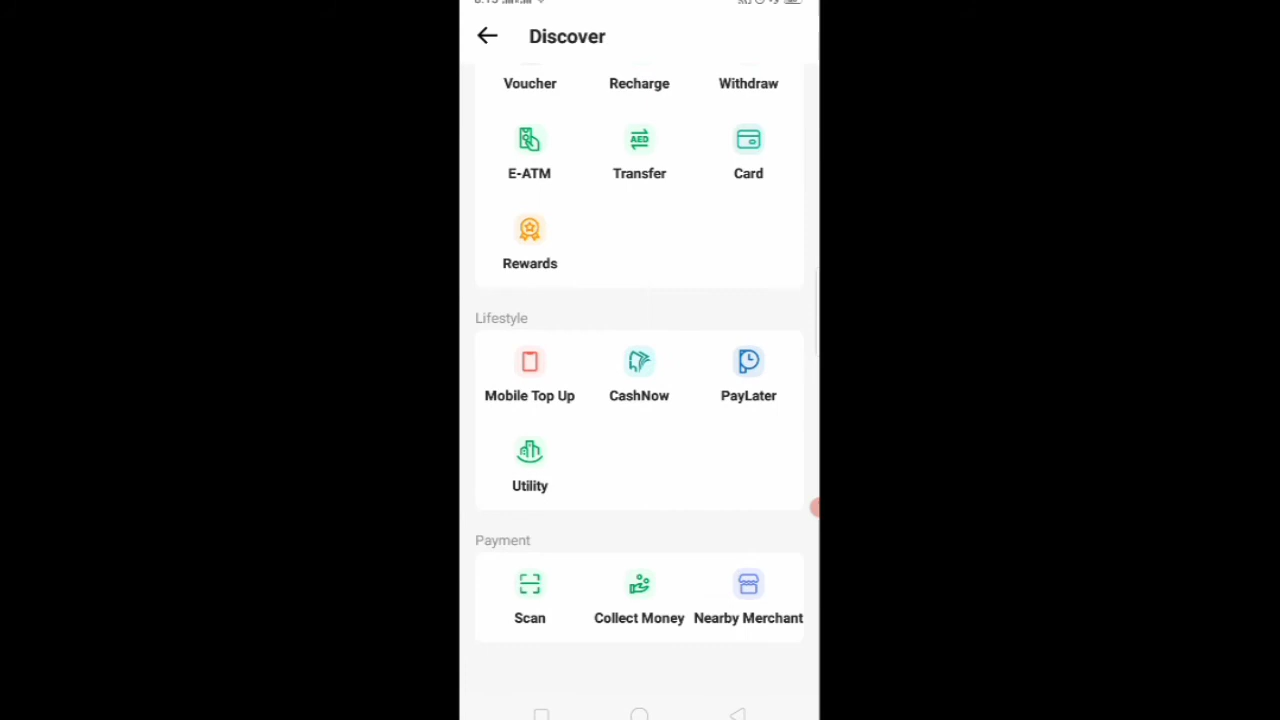 Discover
Voucher Recharge Withdraw
AED
E-ATM Transfer Card
Rewards
Lifestyle
Mobile Top Up CashNow PayLater
Utility
Payment
Scan Collect Money Nearby Merchant